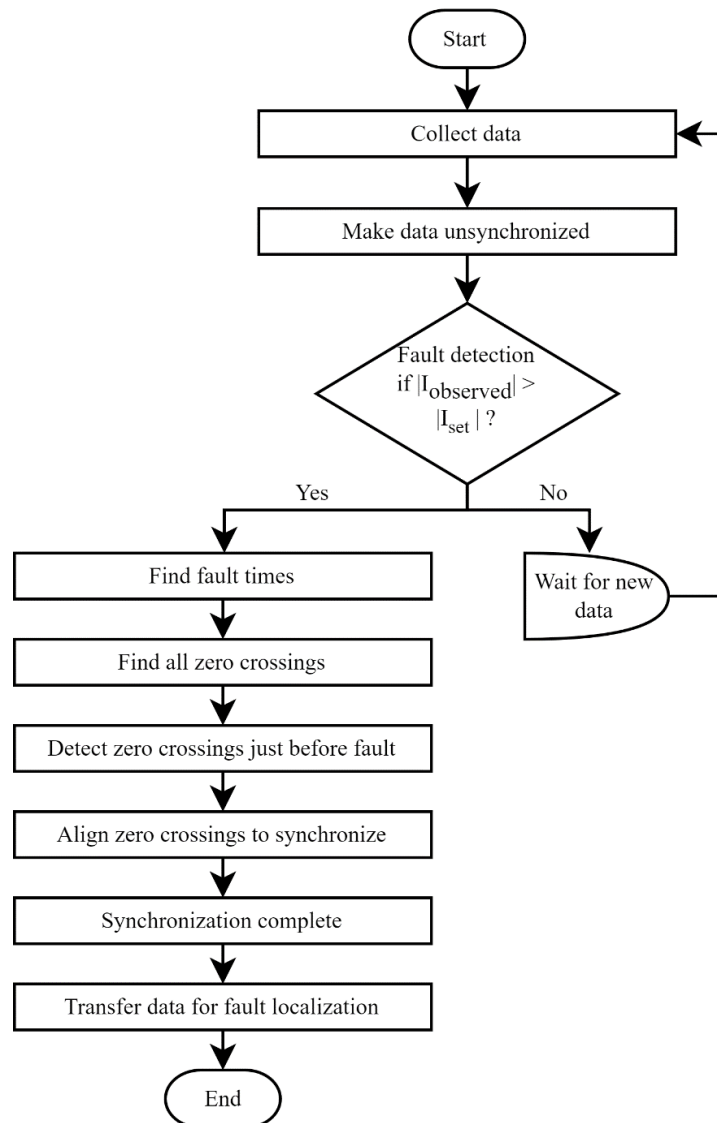 Start
Collect data
Make data unsynchronized
Fault detection
if |I_observed| >
|I_set| ?
Yes
No
Find fault times
Wait for new
data
Find all zero crossings
Detect zero crossings just before fault
Align zero crossings to synchronize
Synchronization complete
Transfer data for fault localization
End